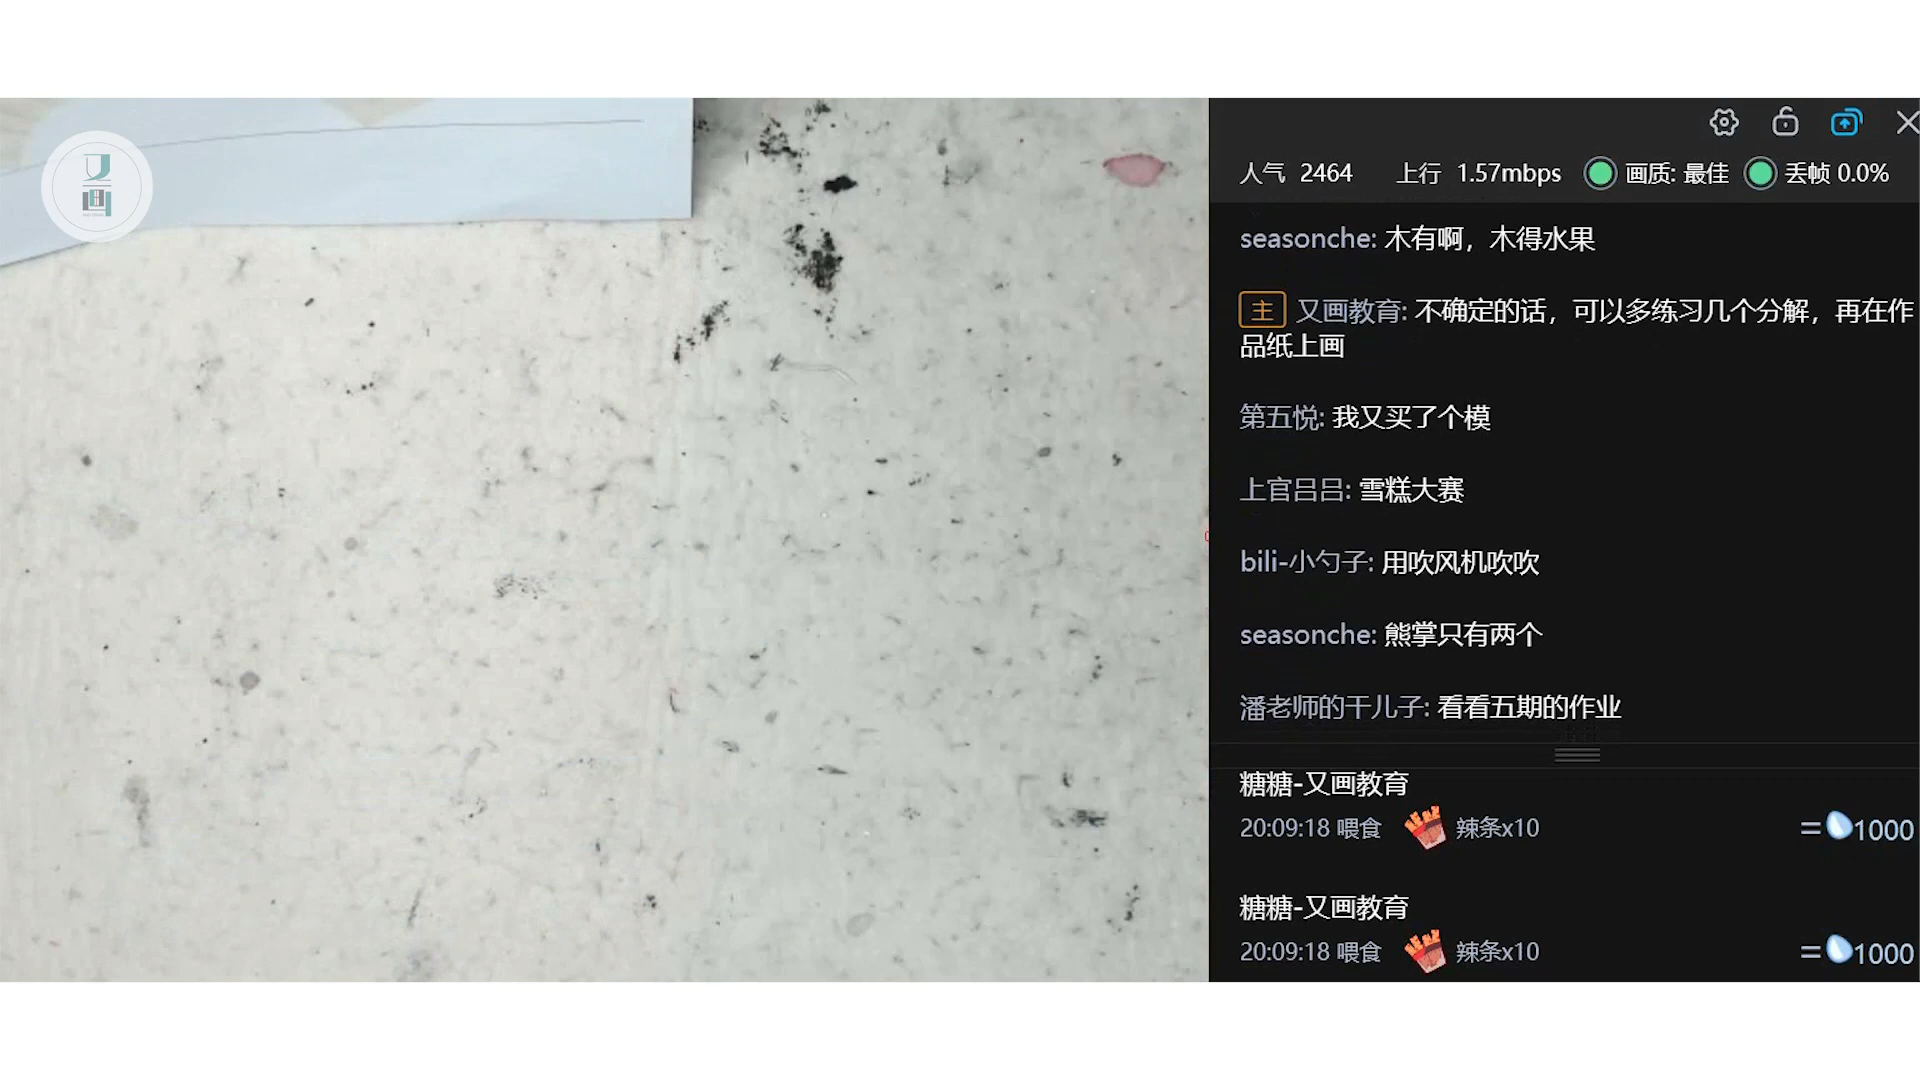 人气 2464 上行 1.57mbps 画质: 最佳 丢帧 0.0%
seasonche: 木有啊，木得水果
主 又画教育: 不确定的话，可以多练习几个分解，再在作
品纸上画
第五悦: 我又买了个模
上官吕吕: 雪糕大赛
bili-小勺子: 用吹风机吹吹
seasonche: 熊掌只有两个
潘老师的干儿子: 看看五期的作业
糖糖-又画教育
20:09:18 喂食 辣条x10 =1000
糖糖-又画教育
20:09:18 喂食 辣条x10 =1000